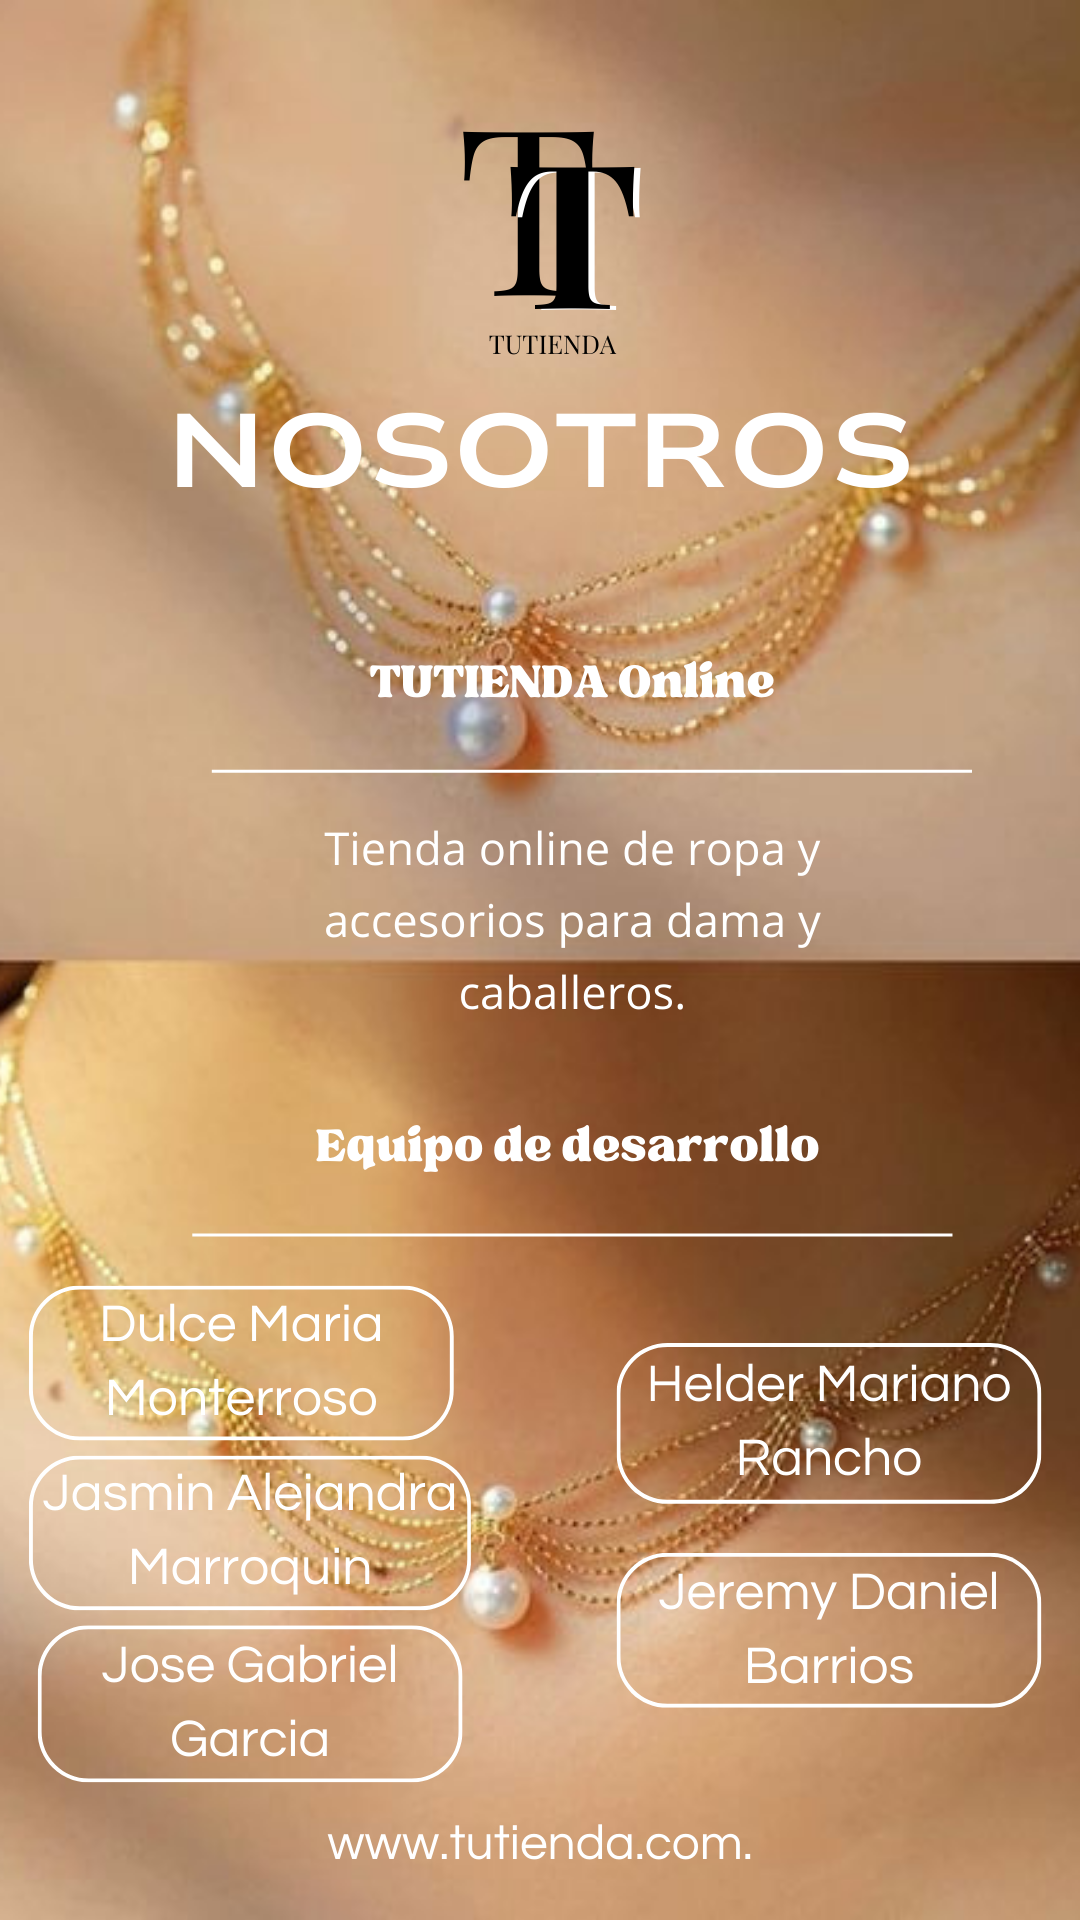 TT
TUTIENDA
NOSOTROS
TUTIENDA Online
Tienda online de ropa y
accesorios para dama y
caballeros.
Equipo de desarrollo
Dulce Maria
Monterroso
Jasmin Alejandra
Marroquin
Jose Gabriel
Garcia
Helder Mariano
Rancho
Jeremy Daniel
Barrios
www.tutienda.com.